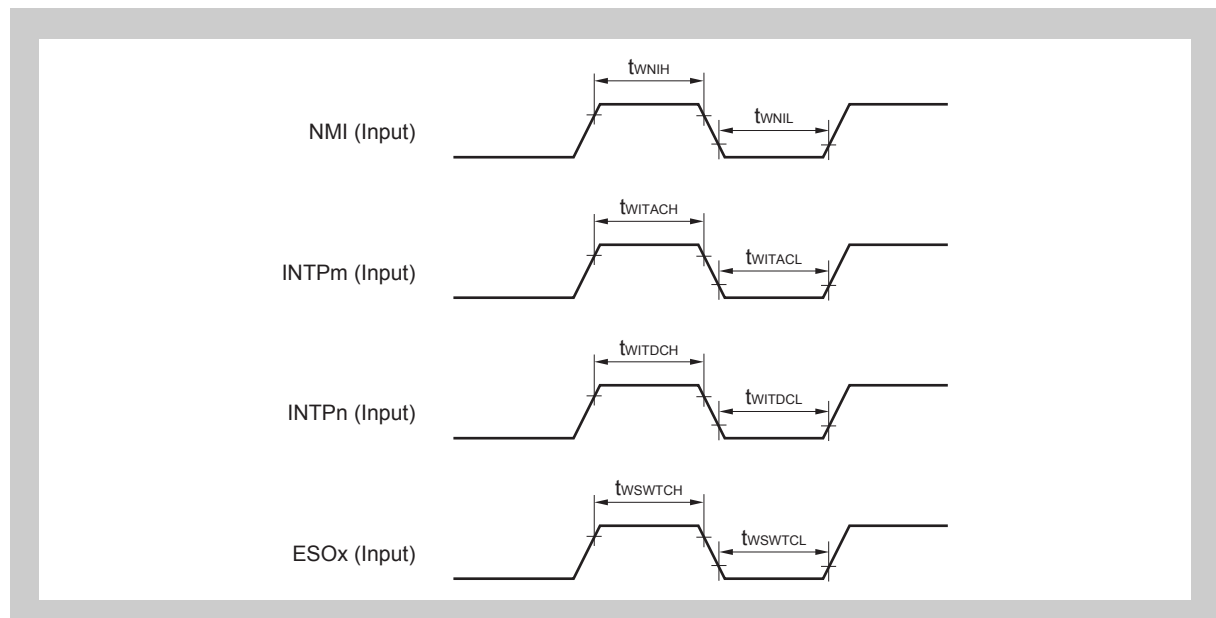 tWNIH
NMI (Input)
tWNIL
tWITACH
INTPm (Input)
tWITACL
tWITDCH
INTPn (Input)
tWITDCL
tWSWTCH
ESOx (Input)
tWSWTCL